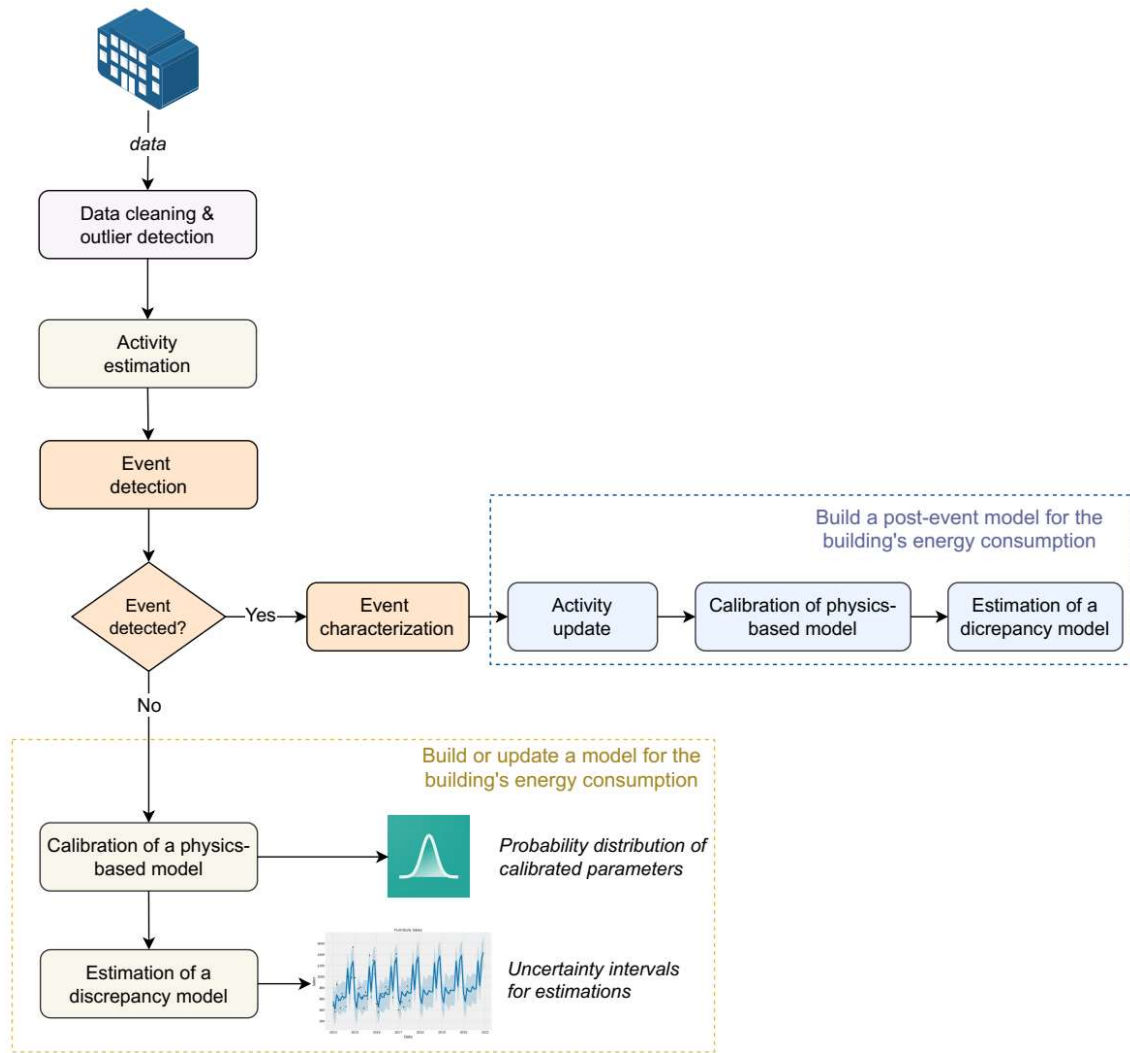 data
Data cleaning &
outlier detection
Activity
estimation
Event
detection
Event
detected?
Yes
Event
characterization
Build a post-event model for the
building's energy consumption
Activity
update
Calibration of physics-
based model
Estimation of a
dicrepancy model
No
Build or update a model for the
building's energy consumption
Calibration of a physics-
based model
Probability distribution of
calibrated parameters
Estimation of a
discrepancy model
Uncertainty intervals
for estimations